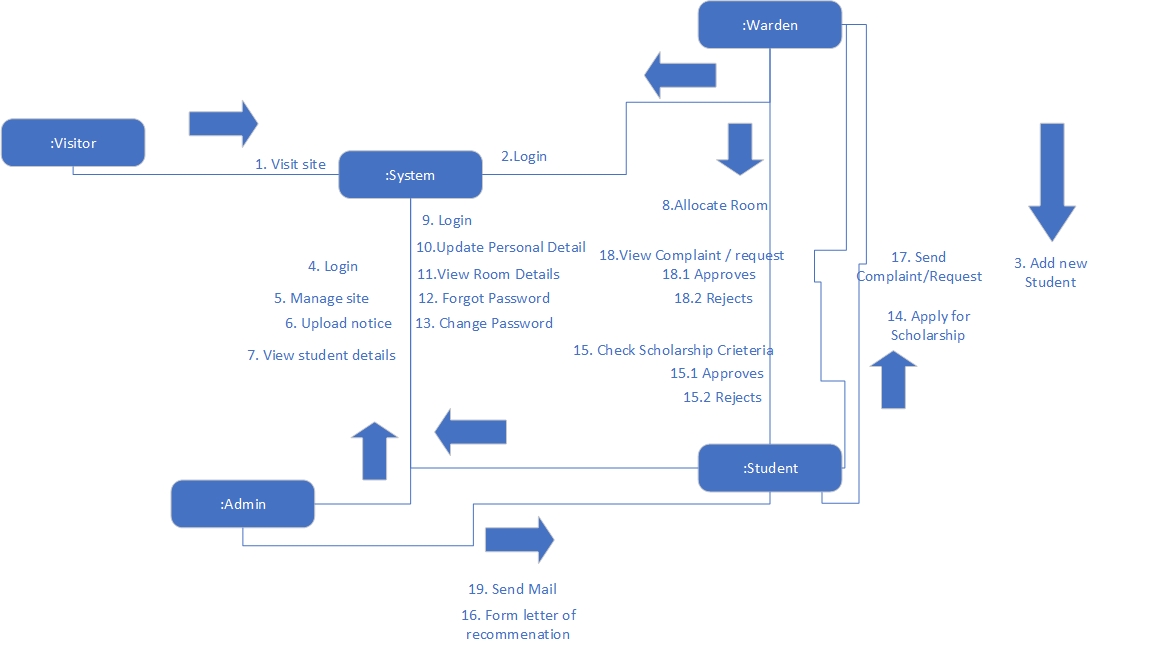 :Warden
:Visitor
1. Visit site
2.Login
:System
8.Allocate Room
9. Login
10.Update Personal Detail
4. Login
11.View Room Details
5. Manage site
12. Forgot Password
6. Upload notice
13. Change Password
7. View student details
18.View Complaint / request
18.1 Approves
18.2 Rejects
17. Send
Complaint/Request
3. Add new
Student
14. Apply for
Scholarship
15. Check Scholarship Crieteria
15.1 Approves
15.2 Rejects
:Student
:Admin
19. Send Mail
16. Form letter of
recommenation